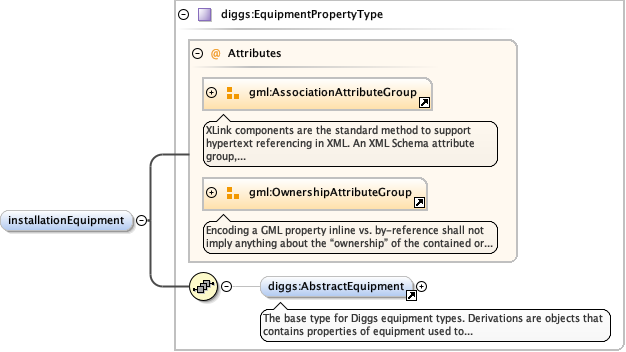 diggs:EquipmentPropertyType
@ Attributes
gml:AssociationAttributeGroup
XLink components are the standard method to support
hypertext referencing in XML. An XML Schema attribute
group,...
gml:OwnershipAttributeGroup
Encoding a GML property inline vs. by-reference shall not
imply anything about the “ownership” of the contained or...
installationEquipment
diggs:AbstractEquipment
The base type for Diggs equipment types. Derivations are objects that
contains properties of equipment used to...